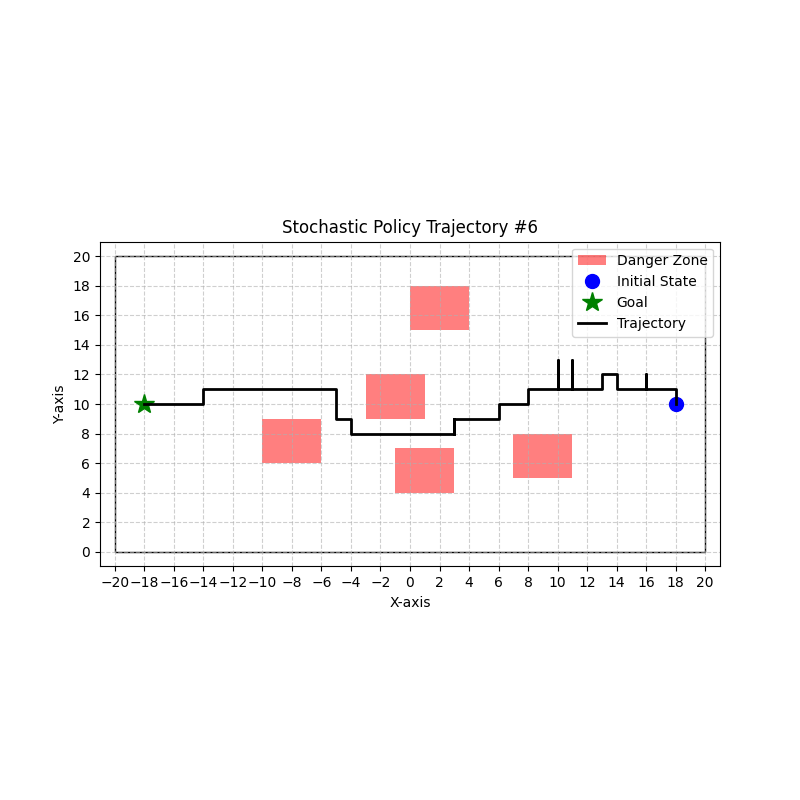 Stochastic Policy Trajectory #6
Danger Zone
Initial State
Goal
Trajectory
Y-axis
20
18
16
14
12
10
8
6
4
2
0
−20 −18 −16 −14 −12 −10 −8 −6 −4 −2 0 2 4 6 8 10 12 14 16 18 20
X-axis